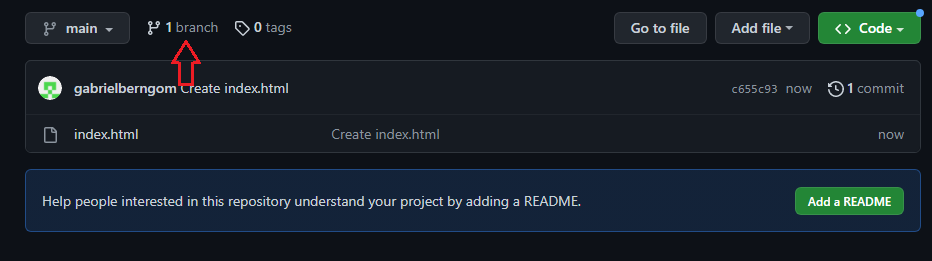 main 1 branch 0 tags Go to file Add file Code
gabrielberngom Create index.html c655c93 now 1 commit
index.html Create index.html now
Help people interested in this repository understand your project by adding a README. Add a README